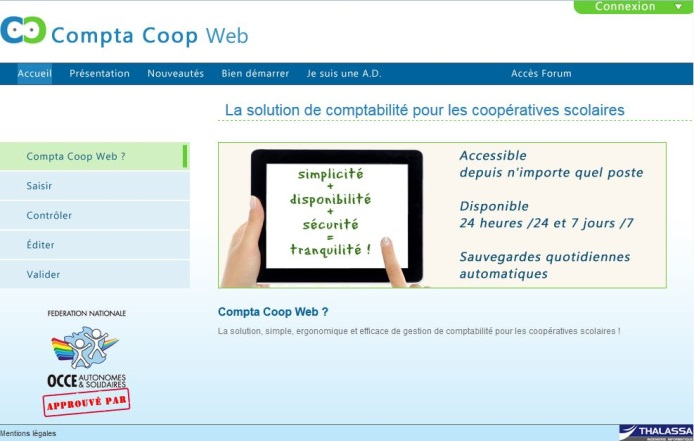 Connexion
Compta Coop Web
Accueil Présentation Nouveautés Bien démarrer Je suis une A.D. Accès Forum
La solution de comptabilité pour les coopératives scolaires
Compta Coop Web ?
Saisir
Contrôler
Éditer
Valider
simplicité
+
disponibilité
+
sécurité
=
tranquilité !
Accessible
depuis n'importe quel poste
Disponible
24 heures /24 et 7 jours /7
Sauvegardes quotidiennes
automatiques
Compta Coop Web ?
La solution, simple, ergonomique et efficace de gestion de comptabilité pour les coopératives scolaires !
FEDERATION NATIONALE
OCCE AUTONOMES
& SOLIDAIRES
APPROUVÉ PAR
Mentions légales
THALASSA
INGENIERIE INFORMATIQUE